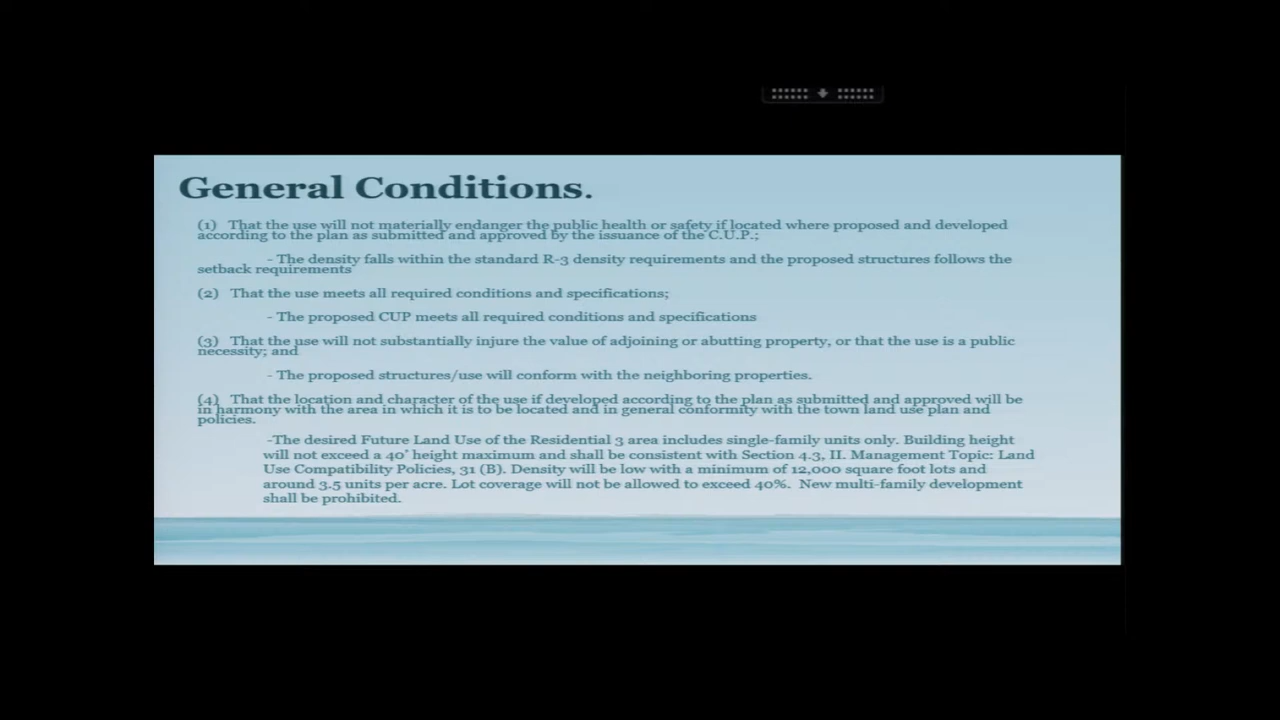 General Conditions.
(1) That the use will not materially endanger the public health or safety if located where proposed and developed
according to the plan as submitted and approved by the issuance of the C.U.P.;
- The density falls within the standard R-3 density requirements and the proposed structures follows the
setback requirements
(2) That the use meets all required conditions and specifications;
- The proposed CUP meets all required conditions and specifications
(3) That the use will not substantially injure the value of adjoining or abutting property, or that the use is a public
necessity; and
- The proposed structures/use will conform with the neighboring properties.
(4) That the location and character of the use if developed according to the plan as submitted and approved will be
in harmony with the area in which it is to be located and in general conformity with the town land use plan and
policies.
-The desired Future Land Use of the Residential 3 area includes single-family units only. Building height
will not exceed a 40' height maximum and shall be consistent with Section 4.3, II. Management Topic: Land
Use Compatibility Policies, 31 (B). Density will be low with a minimum of 12,000 square foot lots and
around 3.5 units per acre. Lot coverage will not be allowed to exceed 40%. New multi-family development
shall be prohibited.